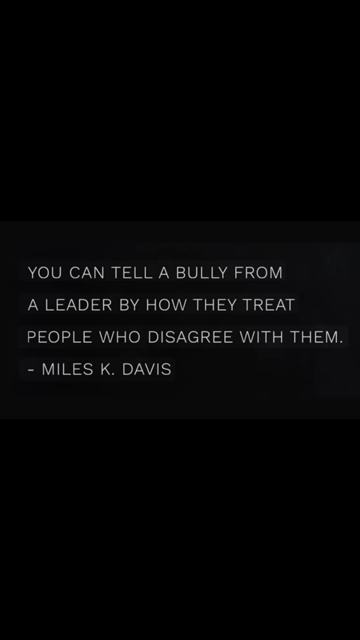 YOU CAN TELL A BULLY FROM
A LEADER BY HOW THEY TREAT
PEOPLE WHO DISAGREE WITH THEM.
- MILES K. DAVIS